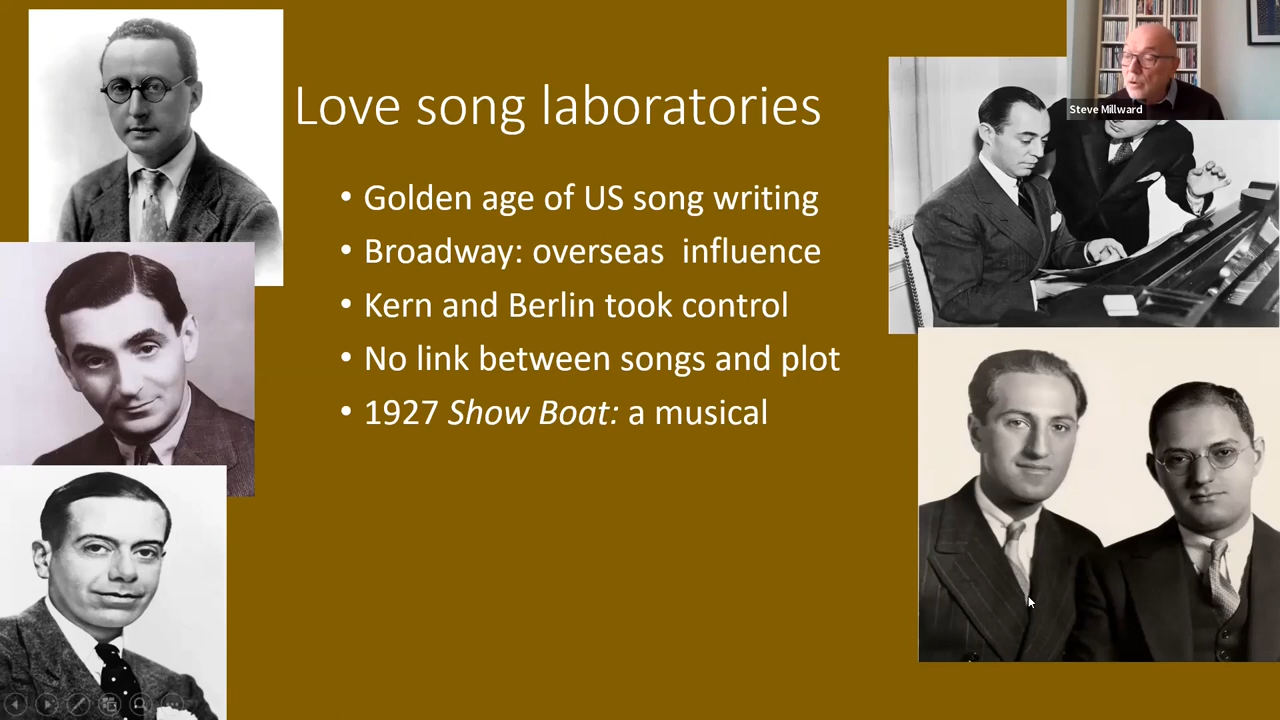 Love song laboratories
• Golden age of US song writing
• Broadway: overseas  influence
• Kern and Berlin took control
• No link between songs and plot
• 1927 Show Boat: a musical
Steve Millward